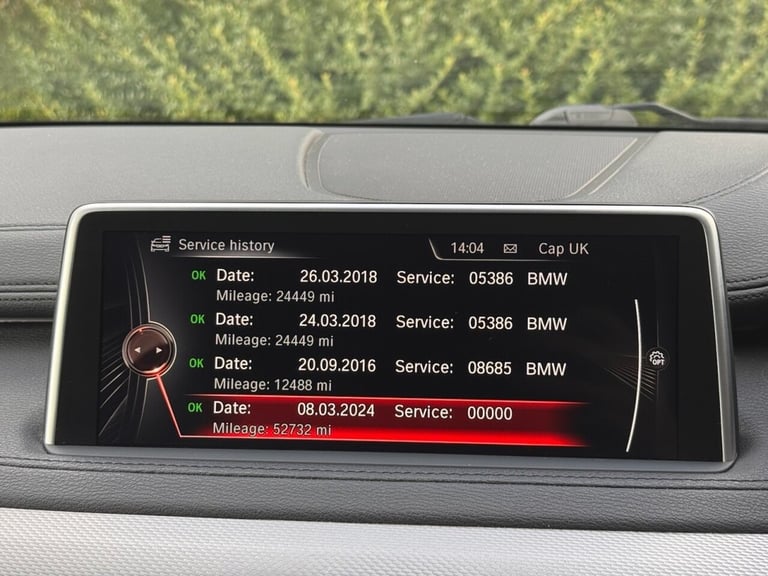 Service history 14:04 Cap UK
OK Date: 26.03.2018 Service: 05386 BMW
Mileage: 24449 mi
OK Date: 24.03.2018 Service: 05386 BMW
Mileage: 24449 mi
OK Date: 20.09.2016 Service: 08685 BMW
Mileage: 12488 mi
OPT
OK Date: 08.03.2024 Service: 00000
Mileage: 52732 mi